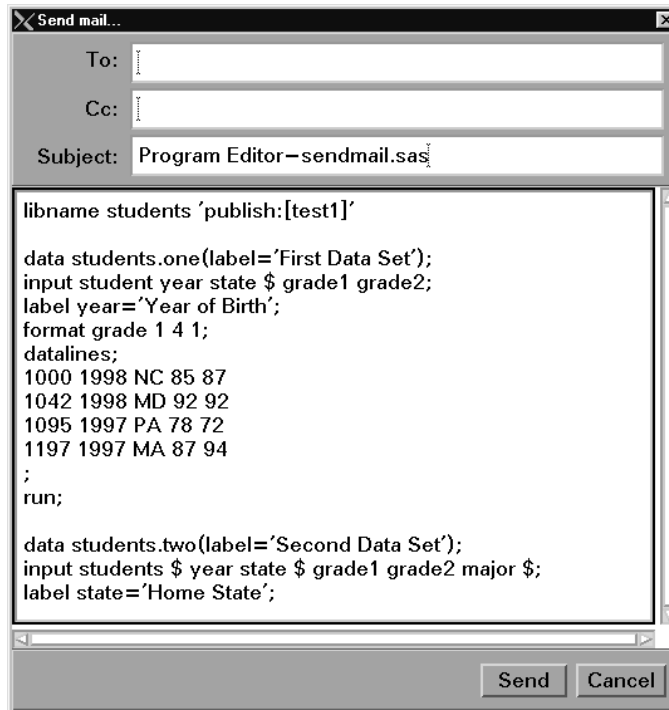 Send mail...
To:
Cc:
Subject: Program Editor-sendmail.sas
libname students 'publish:[test1]'
data students.one(label='First Data Set');
input student year state $ grade1 grade2;
label year='Year of Birth';
format grade 1 4 1;
datalines;
1000 1998 NC 85 87
1042 1998 MD 92 92
1095 1997 PA 78 72
1197 1997 MA 87 94
;
run;
data students.two(label='Second Data Set');
input students $ year state $ grade1 grade2 major $;
label state='Home State';
Send Cancel